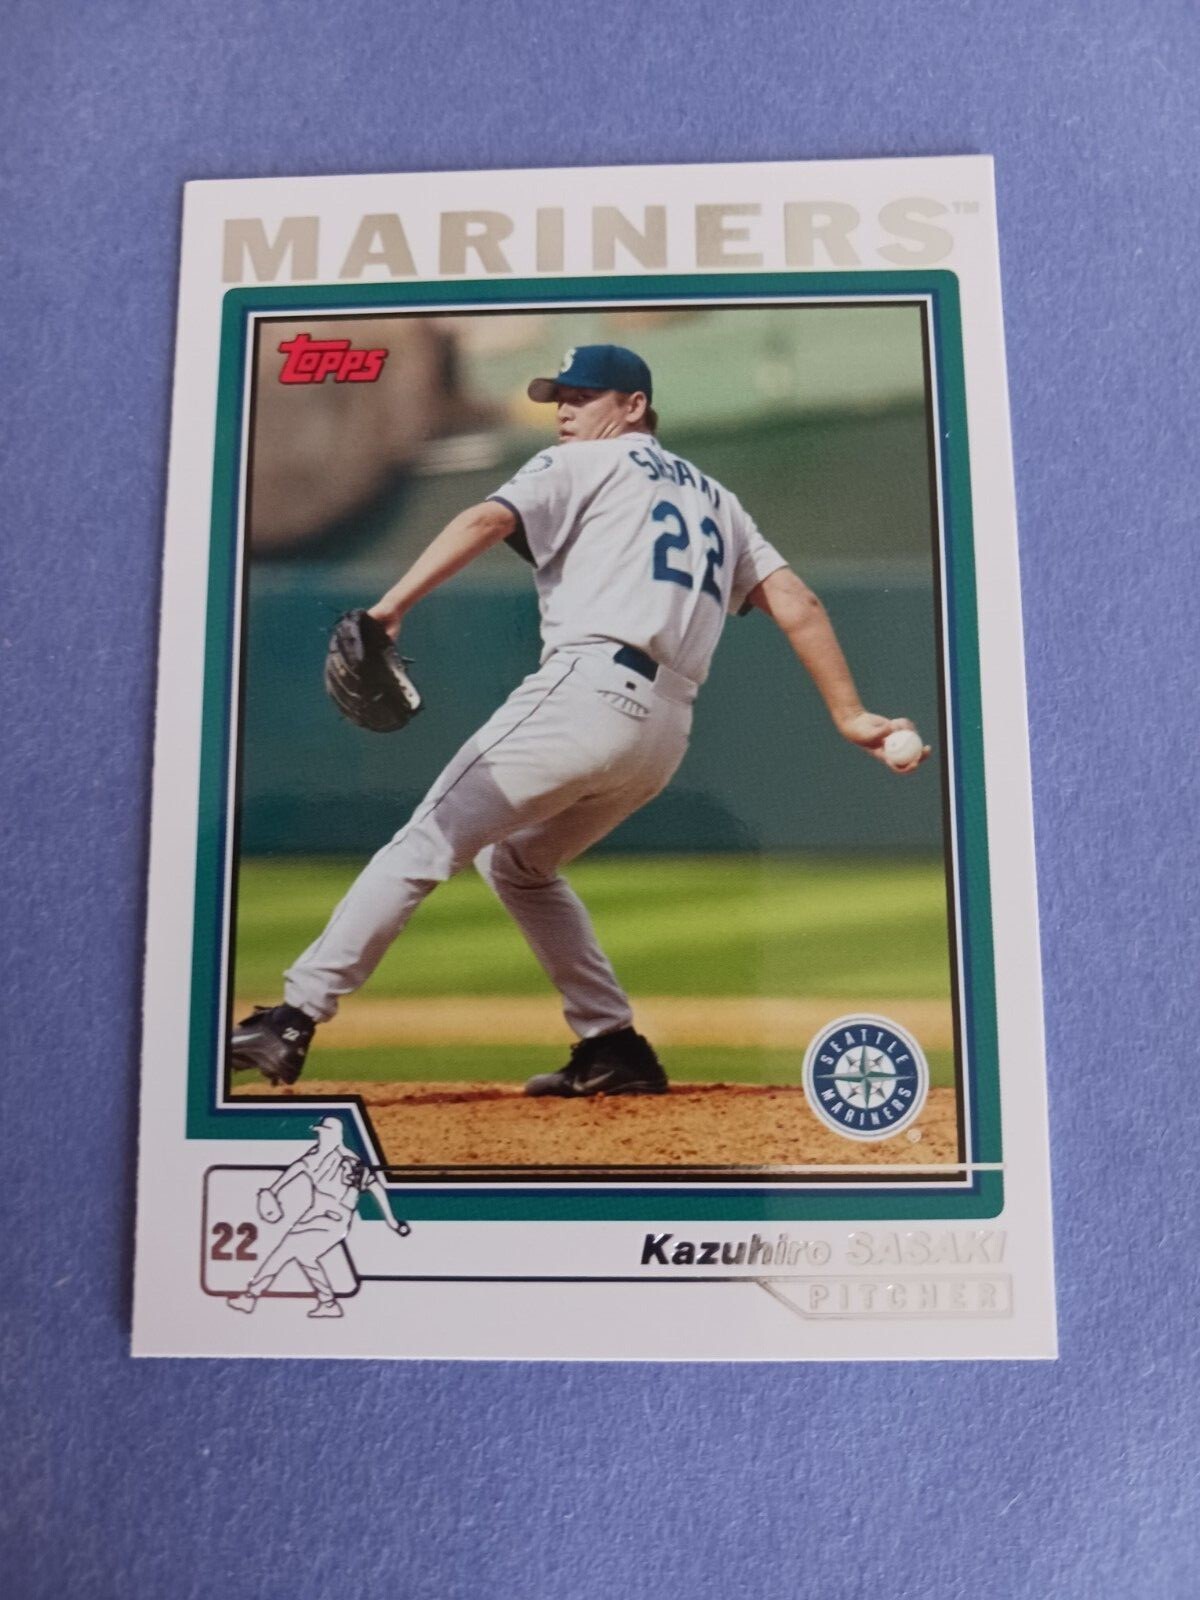 MARINERS™
TOPPS
S
SASAKI
22
SEATTLE
MARINERS
®
22
Kazuhiro SASAKI
PITCHER